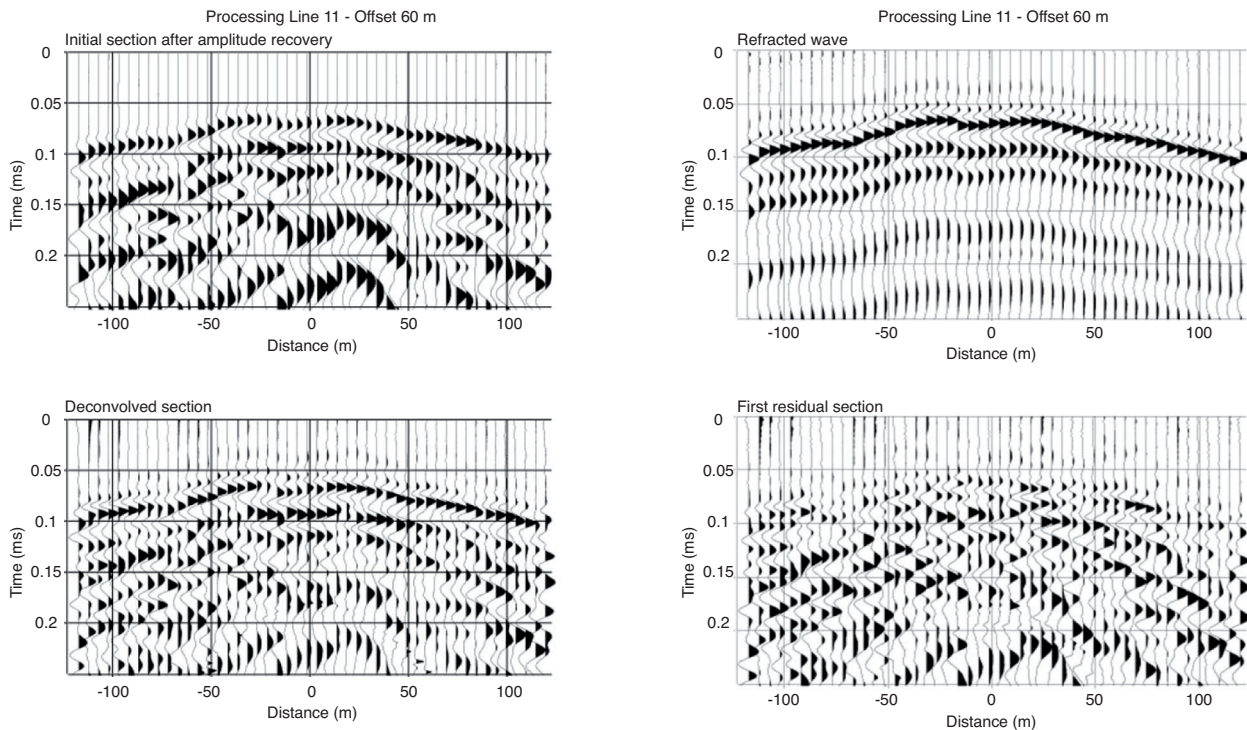 Processing Line 11 - Offset 60 m
Initial section after amplitude recovery
0
0.05
0.1
0.15
0.2
Time (ms)
-100
-50
0
50
100
Distance (m)
Processing Line 11 - Offset 60 m
Refracted wave
0
0.05
0.1
0.15
0.2
Time (ms)
-100
-50
0
50
100
Distance (m)
Deconvolved section
0
0.05
0.1
0.15
0.2
Time (ms)
-100
-50
0
50
100
Distance (m)
First residual section
0
0.05
0.1
0.15
0.2
Time (ms)
-100
-50
0
50
100
Distance (m)